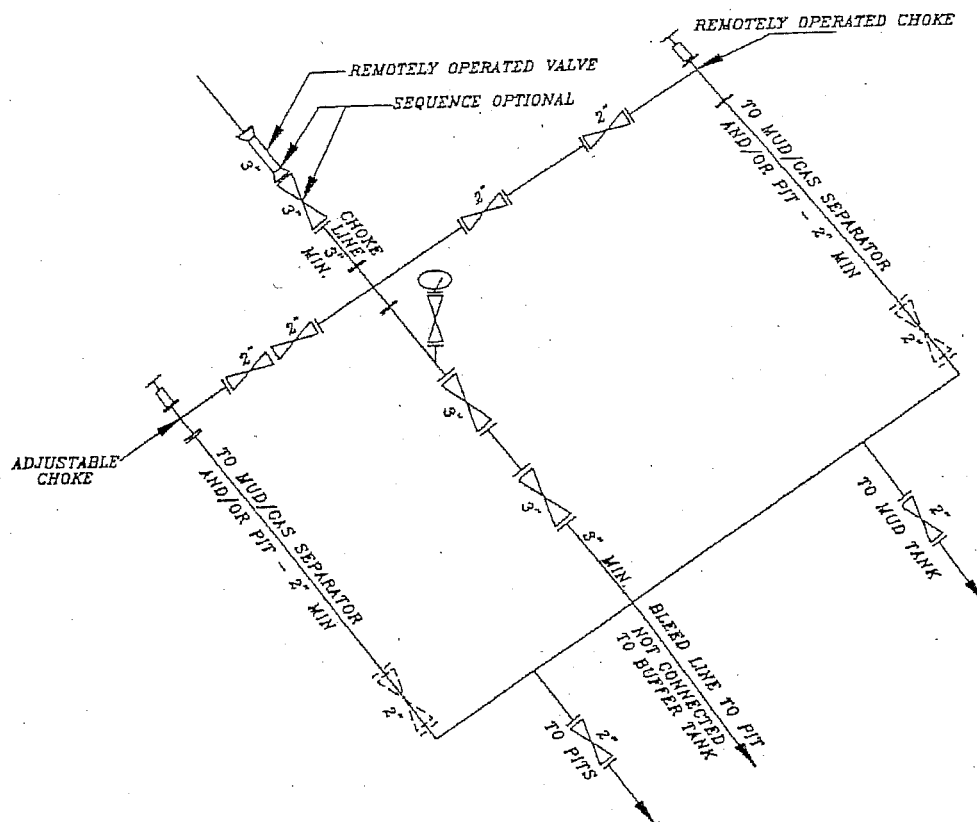 REMOTELY OPERATED CHOKE
REMOTELY OPERATED VALVE
SEQUENCE OPTIONAL
3"
3"
CHOKE
LINE
3"
MIN.
2"
2"
TO MUD/GAS SEPARATOR
AND/OR PIT - 2" MIN
2"
2"
2"
ADJUSTABLE
CHOKE
TO MUD/GAS SEPARATOR
AND/OR PIT - 2" MIN
2"
3"
3"
3" MIN.
BLEED LINE TO PIT
NOT CONNECTED
TO BUFFER TANK
2"
TO MUD TANK
2"
TO PITS